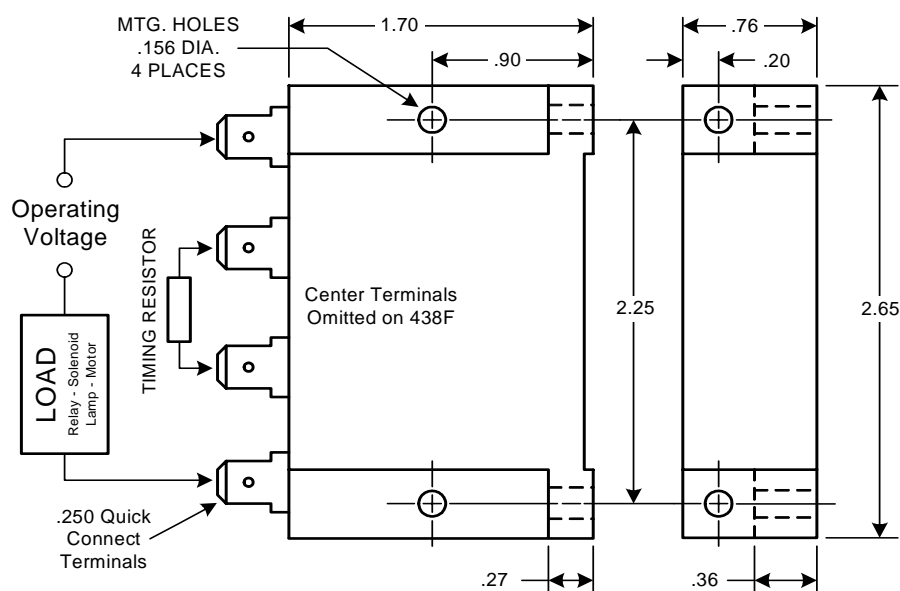 MTG. HOLES
.156 DIA.
4 PLACES
1.70
.90
.76
.20
Operating
Voltage
TIMING RESISTOR
Center Terminals
Omitted on 438F
2.25
2.65
LOAD
Relay - Solenoid
Lamp - Motor
.250 Quick
Connect
Terminals
.27
.36